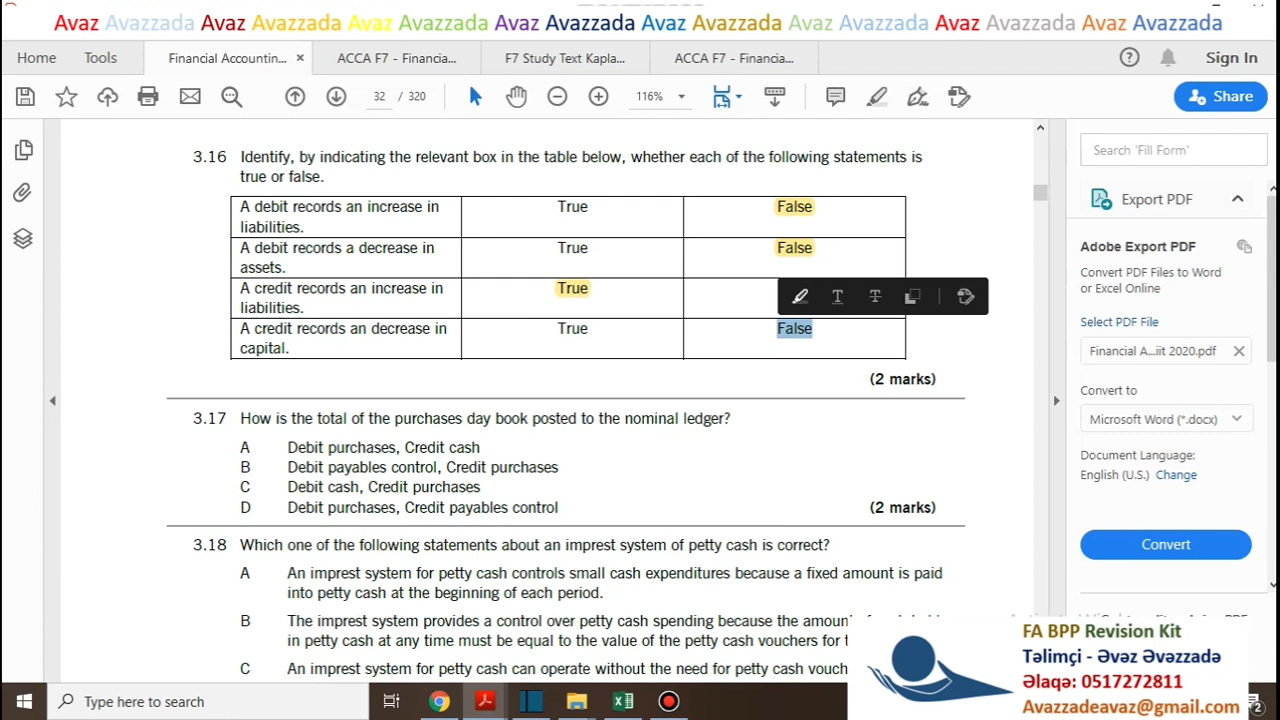 Avaz Avazzada Avaz Avazzada Avaz Avazzada Avaz Avazzada Avaz Avazzada Avaz Avazzada Avaz Avazzada Avaz Avazzada
Home Tools Financial Accountin... × ACCA F7 - Financia... F7 Study Text Kapla... ACCA F7 - Financia... Sign In
32 / 320 116% Share
3.16 Identify, by indicating the relevant box in the table below, whether each of the following statements is
true or false.
A debit records an increase in True False
liabilities.
A debit records a decrease in True False
assets.
A credit records an increase in True
liabilities.
A credit records an decrease in True False
capital.
(2 marks)
3.17 How is the total of the purchases day book posted to the nominal ledger?
A Debit purchases, Credit cash
B Debit payables control, Credit purchases
C Debit cash, Credit purchases
D Debit purchases, Credit payables control (2 marks)
3.18 Which one of the following statements about an imprest system of petty cash is correct?
A An imprest system for petty cash controls small cash expenditures because a fixed amount is paid
into petty cash at the beginning of each period.
B The imprest system provides a control over petty cash spending because the amount
in petty cash at any time must be equal to the value of the petty cash vouchers for
C An imprest system for petty cash can operate without the need for petty cash vouch
Search 'Fill Form'
Export PDF
Adobe Export PDF
Convert PDF Files to Word
or Excel Online
Select PDF File
Financial A...iit 2020.pdf ×
Convert to
Microsoft Word (*.docx)
Document Language:
English (U.S.) Change
Convert
FA BPP Revision Kit
Təlimçi - Əvəz Əvəzzadə
Əlaqə: 0517272811
Avazzadeavaz@gmail.com
Type here to search
2